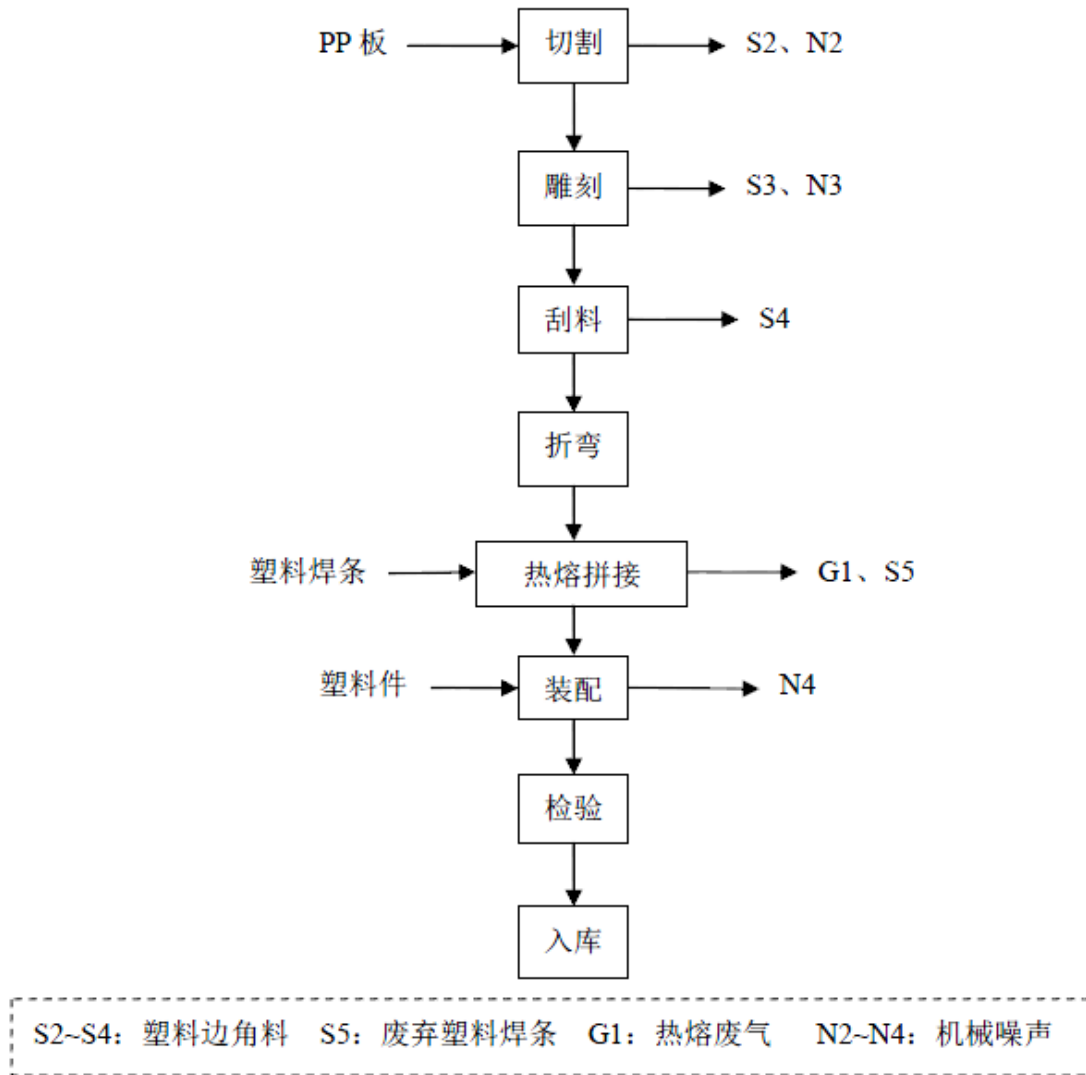 PP 板 切割 S2、N2
雕刻 S3、N3
刮料 S4
折弯
塑料焊条 热熔拼接 G1、S5
塑料件 装配 N4
检验
入库
S2~S4：塑料边角料 S5：废弃塑料焊条 G1：热熔废气 N2~N4：机械噪声